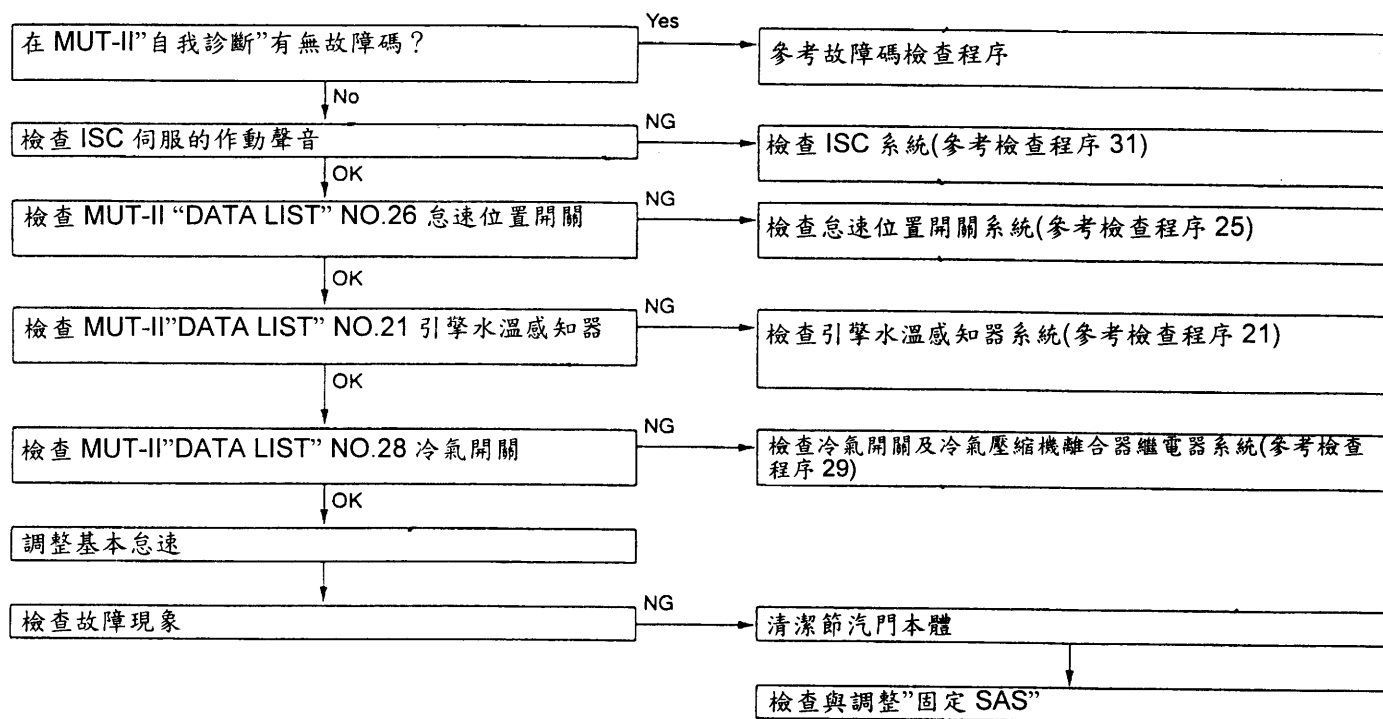 在 MUT-II”自我診斷”有無故障碼？
Yes
參考故障碼檢查程序
No
檢查 ISC 伺服的作動聲音
NG
檢查 ISC 系統(參考檢查程序 31)
OK
檢查 MUT-II “DATA LIST” NO.26 怠速位置開關
NG
檢查怠速位置開關系統(參考檢查程序 25)
OK
檢查 MUT-II”DATA LIST” NO.21 引擎水溫感知器
NG
檢查引擎水溫感知器系統(參考檢查程序 21)
OK
檢查 MUT-II”DATA LIST” NO.28 冷氣開關
NG
檢查冷氣開關及冷氣壓縮機離合器繼電器系統(參考檢查
程序 29)
OK
調整基本怠速
檢查故障現象
NG
清潔節汽門本體
檢查與調整”固定 SAS”